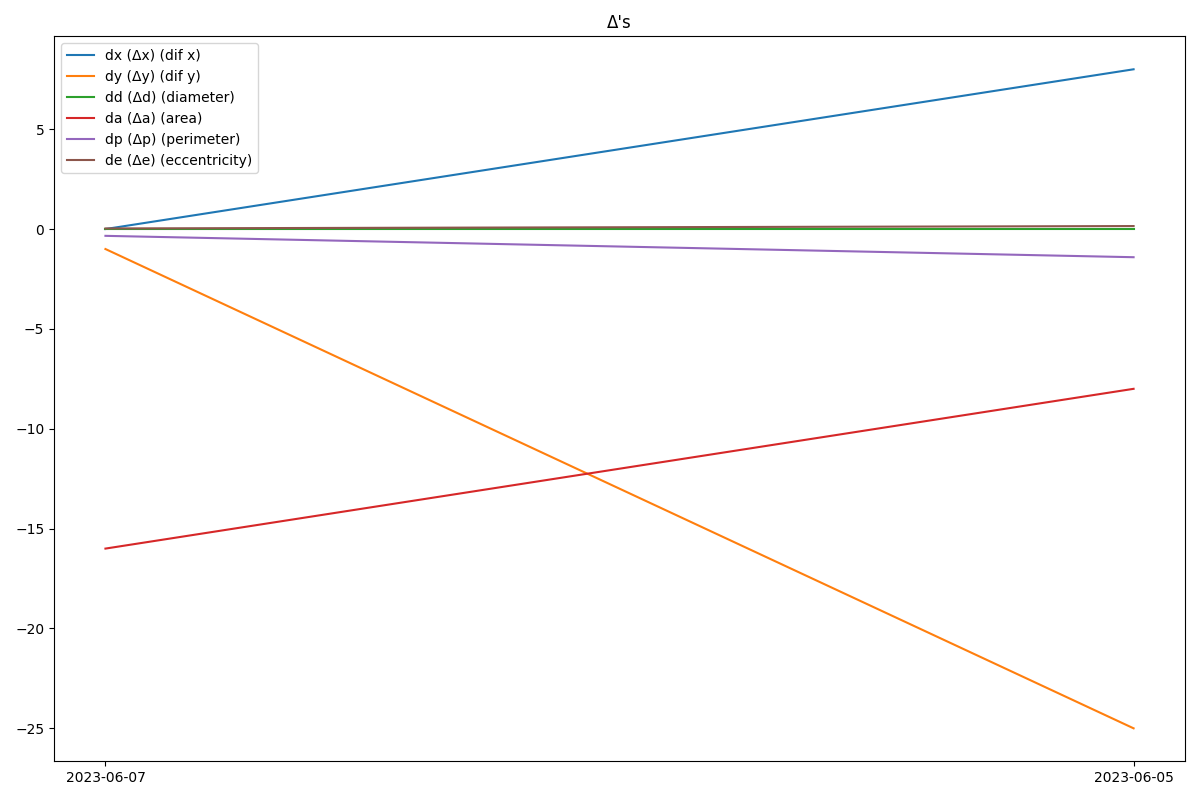 Δ's
dx (Δx) (dif x)
dy (Δy) (dif y)
dd (Δd) (diameter)
da (Δa) (area)
dp (Δp) (perimeter)
de (Δe) (eccentricity)
5
0
−5
−10
−15
−20
−25
2023-06-07
2023-06-05